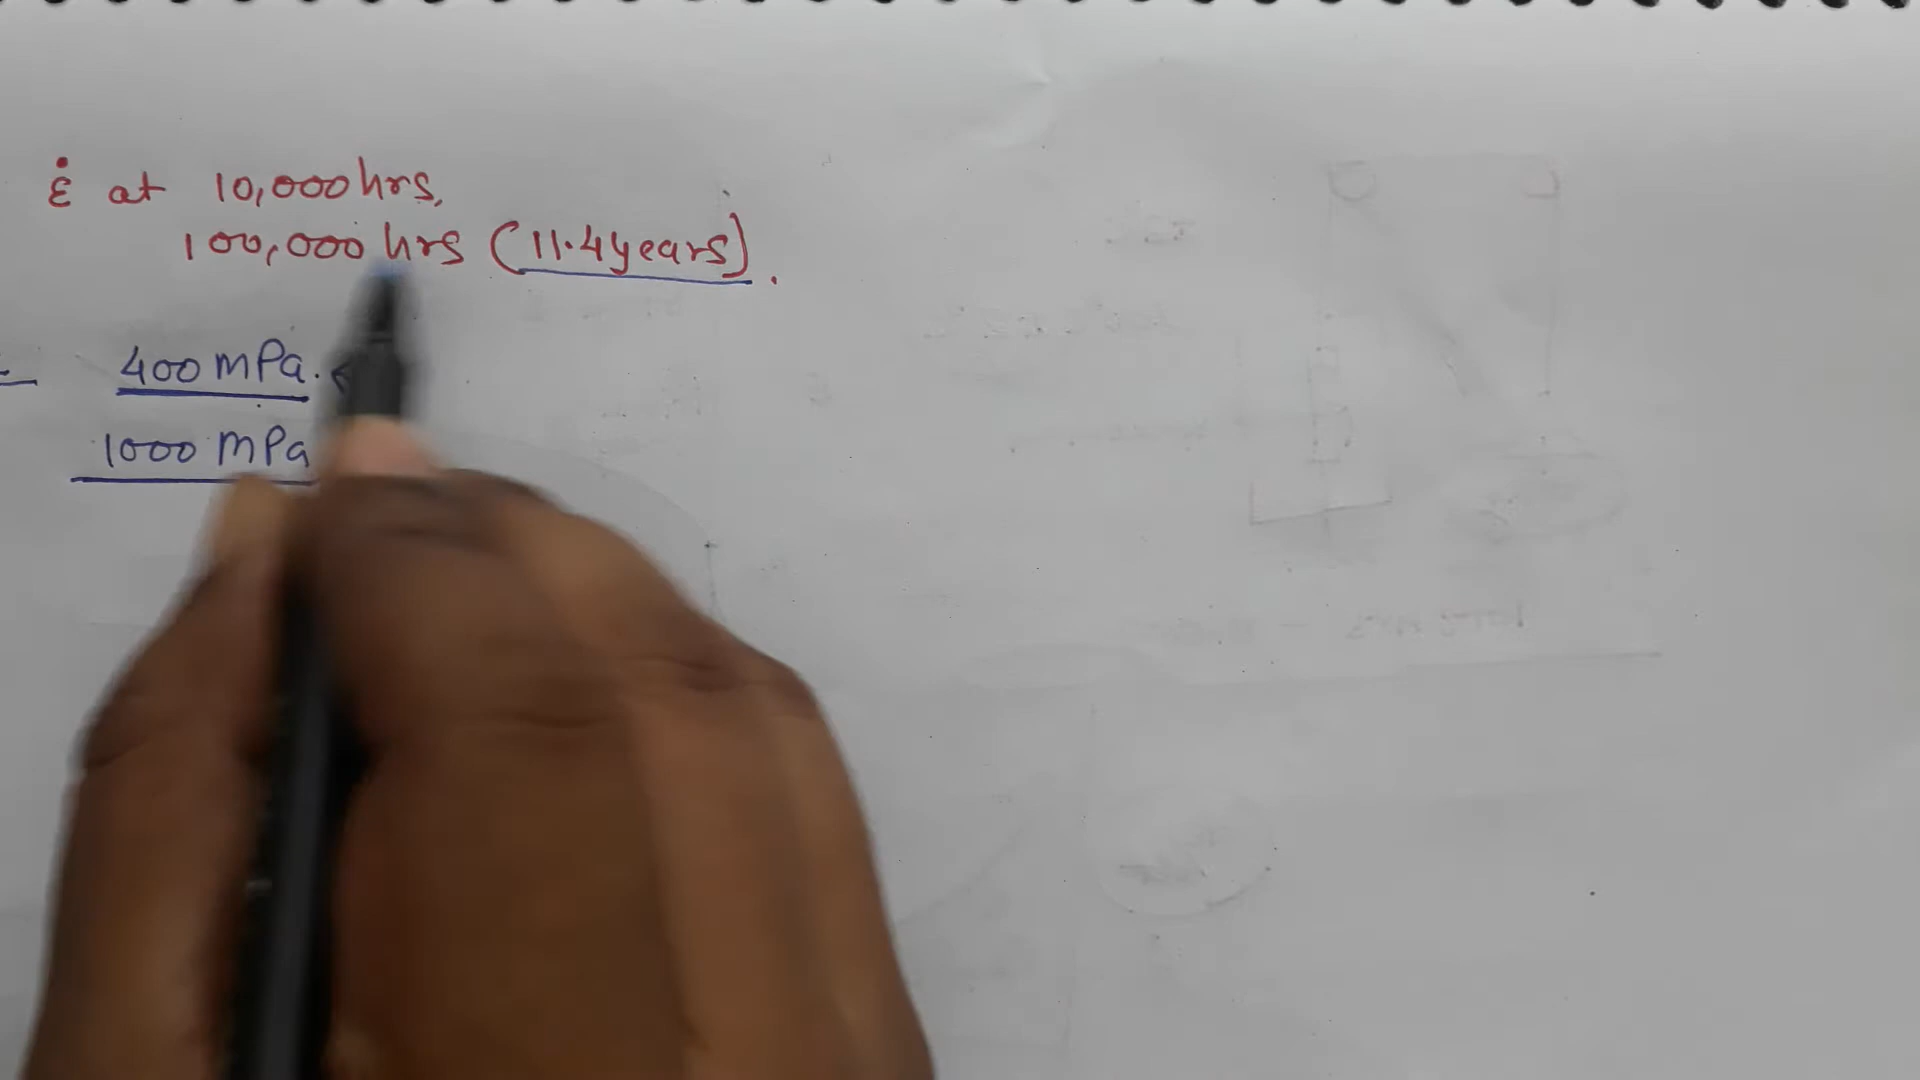 ε̇ at 10,000 hrs,
100,000 hrs (11.4 years).
400 mPa.
1000 mPa